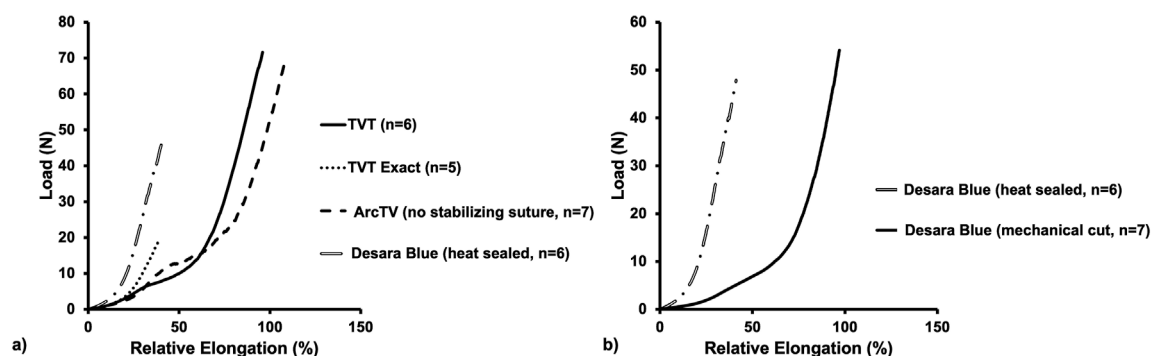 80
70
60
50
40
30
20
10
0
Load (N)
0 50 100 150
Relative Elongation (%)
TVT (n=6)
TVT Exact (n=5)
ArcTV (no stabilizing suture, n=7)
Desara Blue (heat sealed, n=6)
a)
60
50
40
30
20
10
0
Load (N)
0 50 100 150
Relative Elongation (%)
Desara Blue (heat sealed, n=6)
Desara Blue (mechanical cut, n=7)
b)